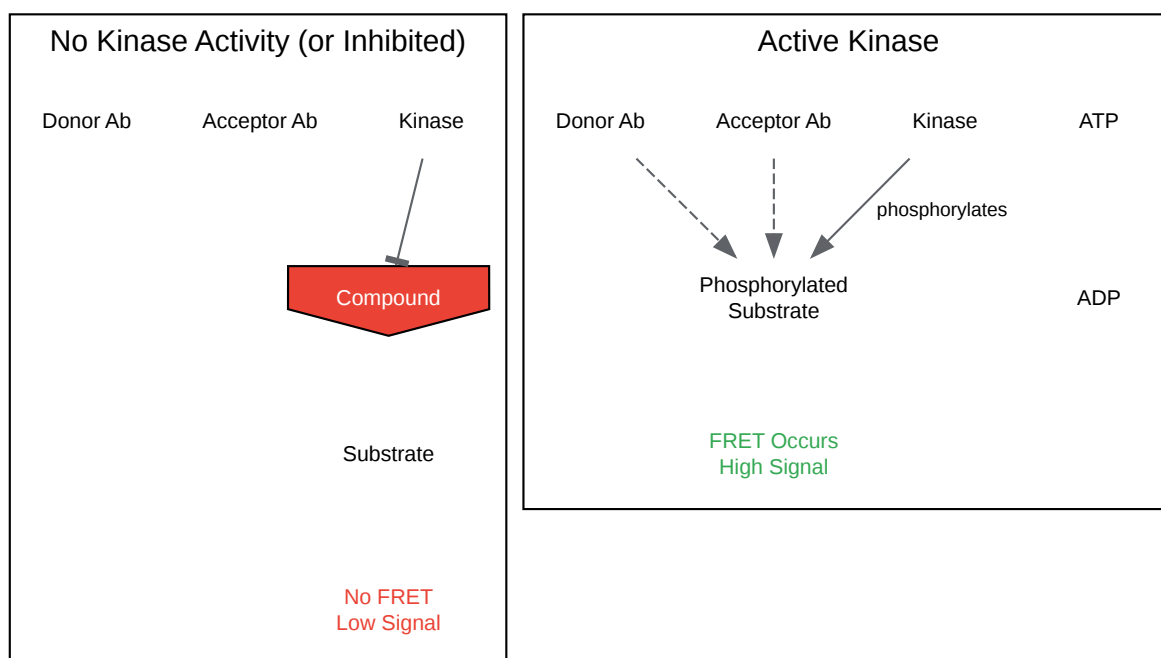 No Kinase Activity (or Inhibited)
Donor Ab
Acceptor Ab
Kinase
Compound
Substrate
No FRET
Low Signal
Active Kinase
Donor Ab
Acceptor Ab
Kinase
ATP
phosphorylates
Phosphorylated
Substrate
ADP
FRET Occurs
High Signal